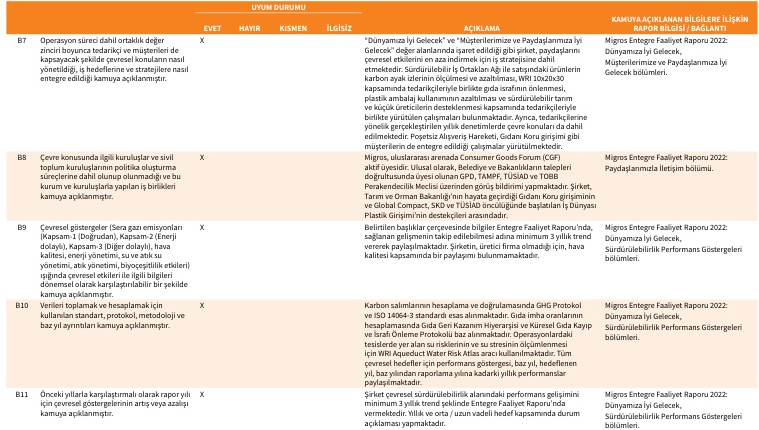 UYUM DURUMU
EVET HAYIR KISMEN İLGİSİZ AÇIKLAMA
KAMUYA AÇIKLANAN BİLGİLERE İLİŞKİN
RAPOR BİLGİSİ / BAĞLANTI
B7
Operasyon süreci dahil ortaklık değer
zinciri boyunca tedarikçi ve müşterileri de
kapsayacak şekilde çevresel konuların nasıl
yönetildiği, iş hedeflerine ve stratejilere nasıl
entegre edildiği kamuya açıklanmıştır.
X
“Dünyamıza İyi Gelecek” ve “Müşterilerimize ve Paydaşlarımıza İyi
Gelecek” değer alanlarında işaret edildiği gibi şirket, paydaşlarını
çevresel etkilerini en aza indirmek için iş stratejisine dahil
etmektedir. Sürdürülebilir İş Ortakları Ağı ile satışındaki ürünlerin
karbon ayak izlerinin ölçülmesi ve azaltılması, WRI 10x20x30
kapsamında tedarikçileriyle birlikte gıda israfının önlenmesi,
plastik ambalaj kullanımının azaltılması ve sürdürülebilir tarım
ve küçük üreticilerin desteklenmesi kapsamında tedarikçileriyle
birlikte yürütülen çalışmaları bulunmaktadır. Ayrıca, tedarikçilerine
yönelik gerçekleştirilen yıllık denetimlerde çevre konuları da dahil
edilmektedir. Poşetsiz Alışveriş Hareketi, Gıdanı Koru girişimi gibi
müşterilerin de entegre edildiği çalışmalar yürütülmektedir.
Migros Entegre Faaliyet Raporu 2022:
Dünyamıza İyi Gelecek,
Müşterilerimize ve Paydaşlarımıza İyi
Gelecek bölümleri.
B8
Çevre konusunda ilgili kuruluşlar ve sivil
toplum kuruluşlarının politika oluşturma
süreçlerine dahil olunup olunmadığı ve bu
kurum ve kuruluşlarla yapılan iş birlikleri
kamuya açıklanmıştır.
X
Migros, uluslararası arenada Consumer Goods Forum (CGF)
aktif üyesidir. Ulusal olarak, Belediye ve Bakanlıkların talepleri
doğrultusunda üyesi olunan GPD, TAMPF, TÜSİAD ve TOBB
Perakendecilik Meclisi üzerinden görüş bildirimi yapmaktadır. Şirket,
Tarım ve Orman Bakanlığı’nın hayata geçirdiği Gıdanı Koru girişiminin
ve Global Compact, SKD ve TÜSİAD öncülüğünde başlatılan İş Dünyası
Plastik Girişimi’nin destekçileri arasındadır.
Migros Entegre Faaliyet Raporu 2022:
Paydaşlarımızla İletişim bölümü.
B9
Çevresel göstergeler (Sera gazı emisyonları
(Kapsam-1 (Doğrudan), Kapsam-2 (Enerji
dolaylı), Kapsam-3 (Diğer dolaylı), hava
kalitesi, enerji yönetimi, su ve atık su
yönetimi, atık yönetimi, biyoçeşitlilik etkileri)
ışığında çevresel etkileri ile ilgili bilgileri
dönemsel olarak karşılaştırılabilir bir şekilde
kamuya açıklanmıştır.
X
Belirtilen başlıklar çerçevesinde bilgiler Entegre Faaliyet Raporu’nda,
sağlanan gelişmenin takip edilebilmesi adına minimum 3 yıllık trend
vererek paylaşılmaktadır. Şirketin, üretici firma olmadığı için, hava
kalitesi kapsamında bir paylaşımı bulunmamaktadır.
Migros Entegre Faaliyet Raporu 2022:
Dünyamıza İyi Gelecek,
Sürdürülebilirlik Performans Göstergeleri
bölümleri.
B10
Verileri toplamak ve hesaplamak için
kullanılan standart, protokol, metodoloji ve
baz yıl ayrıntıları kamuya açıklanmıştır.
X
Karbon salımlarının hesaplama ve doğrulamasında GHG Protokol
ve ISO 14064-3 standardı esas alınmaktadır. Gıda imha oranlarının
hesaplamasında Gıda Geri Kazanım Hiyerarşisi ve Küresel Gıda Kayıp
ve İsrafı Önleme Protokolü baz alınmaktadır. Operasyonlardaki
tesislerde yer alan su risklerinin ve su stresinin ölçümlenmesi
için WRI Aqueduct Water Risk Atlas aracı kullanılmaktadır. Tüm
çevresel hedefler için performans göstergesi, baz yıl, hedeflenen
yıl, baz yılından raporlama yılına kadarki yıllık performanslar
paylaşılmaktadır.
Migros Entegre Faaliyet Raporu 2022:
Dünyamıza İyi Gelecek,
Sürdürülebilirlik Performans Göstergeleri
bölümleri.
B11
Önceki yıllarla karşılaştırmalı olarak rapor yılı
için çevresel göstergelerinin artış veya azalışı
kamuya açıklanmıştır.
X
Şirket çevresel sürdürülebilirlik alanındaki performans gelişimini
minimum 3 yıllık trend şeklinde Entegre Faaliyet Raporu’nda
vermektedir. Yıllık ve orta / uzun vadeli hedef kapsamında durum
açıklaması yapmaktadır.
Migros Entegre Faaliyet Raporu 2022:
Dünyamıza İyi Gelecek,
Sürdürülebilirlik Performans Göstergeleri
bölümleri.